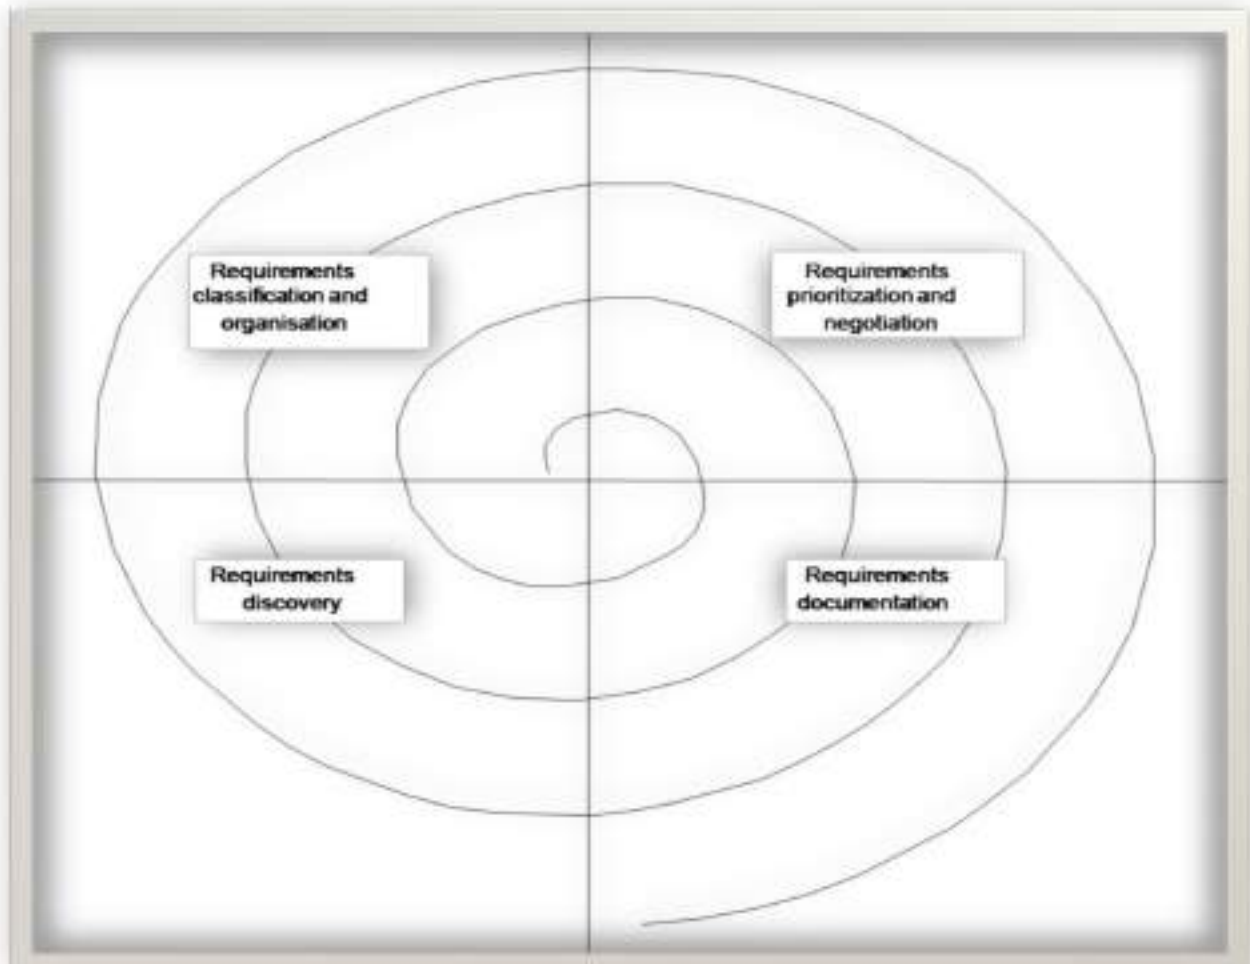 Requirements
classification and
organisation
Requirements
prioritization and
negotiation
Requirements
discovery
Requirements
documentation